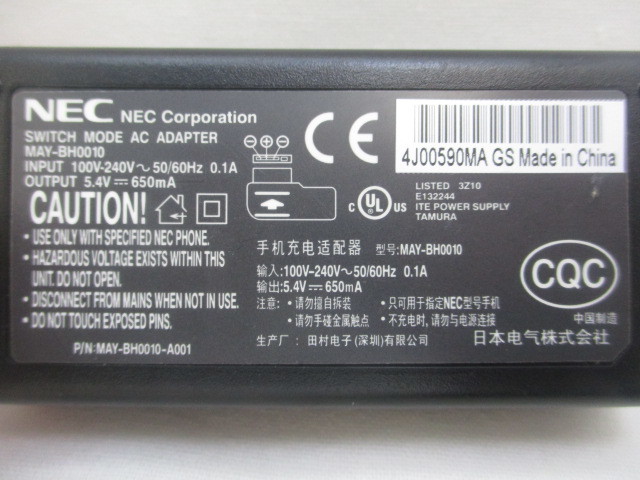 NEC NEC Corporation
SWITCH MODE AC ADAPTER
MAY-BH0010
INPUT 100V-240V～50/60Hz 0.1A
OUTPUT 5.4V⎓650mA
CAUTION!
• USE ONLY WITH SPECIFIED NEC PHONE.
• HAZARDOUS VOLTAGE EXISTS WITHIN THIS
UNIT. DO NOT OPEN.
• DISCONNECT FROM MAINS WHEN NOT IN USE.
• DO NOT TOUCH EXPOSED PINS.
P/N:MAY-BH0010-A001
CE
4J00590MA GS Made in China
C UL US
LISTED 3Z10
E132244
ITE POWER SUPPLY
TAMURA
手机充电适配器 型号:MAY-BH0010
输入:100V-240V～50/60Hz 0.1A
输出:5.4V⎓650mA
注意: •请勿擅自拆装 •只可用于指定NEC型号手机
•请勿手碰金属触点 •不充电时,请勿与电源连接
生产厂: 田村电子(深圳)有限公司
CQC
中国制造
日本电气株式会社